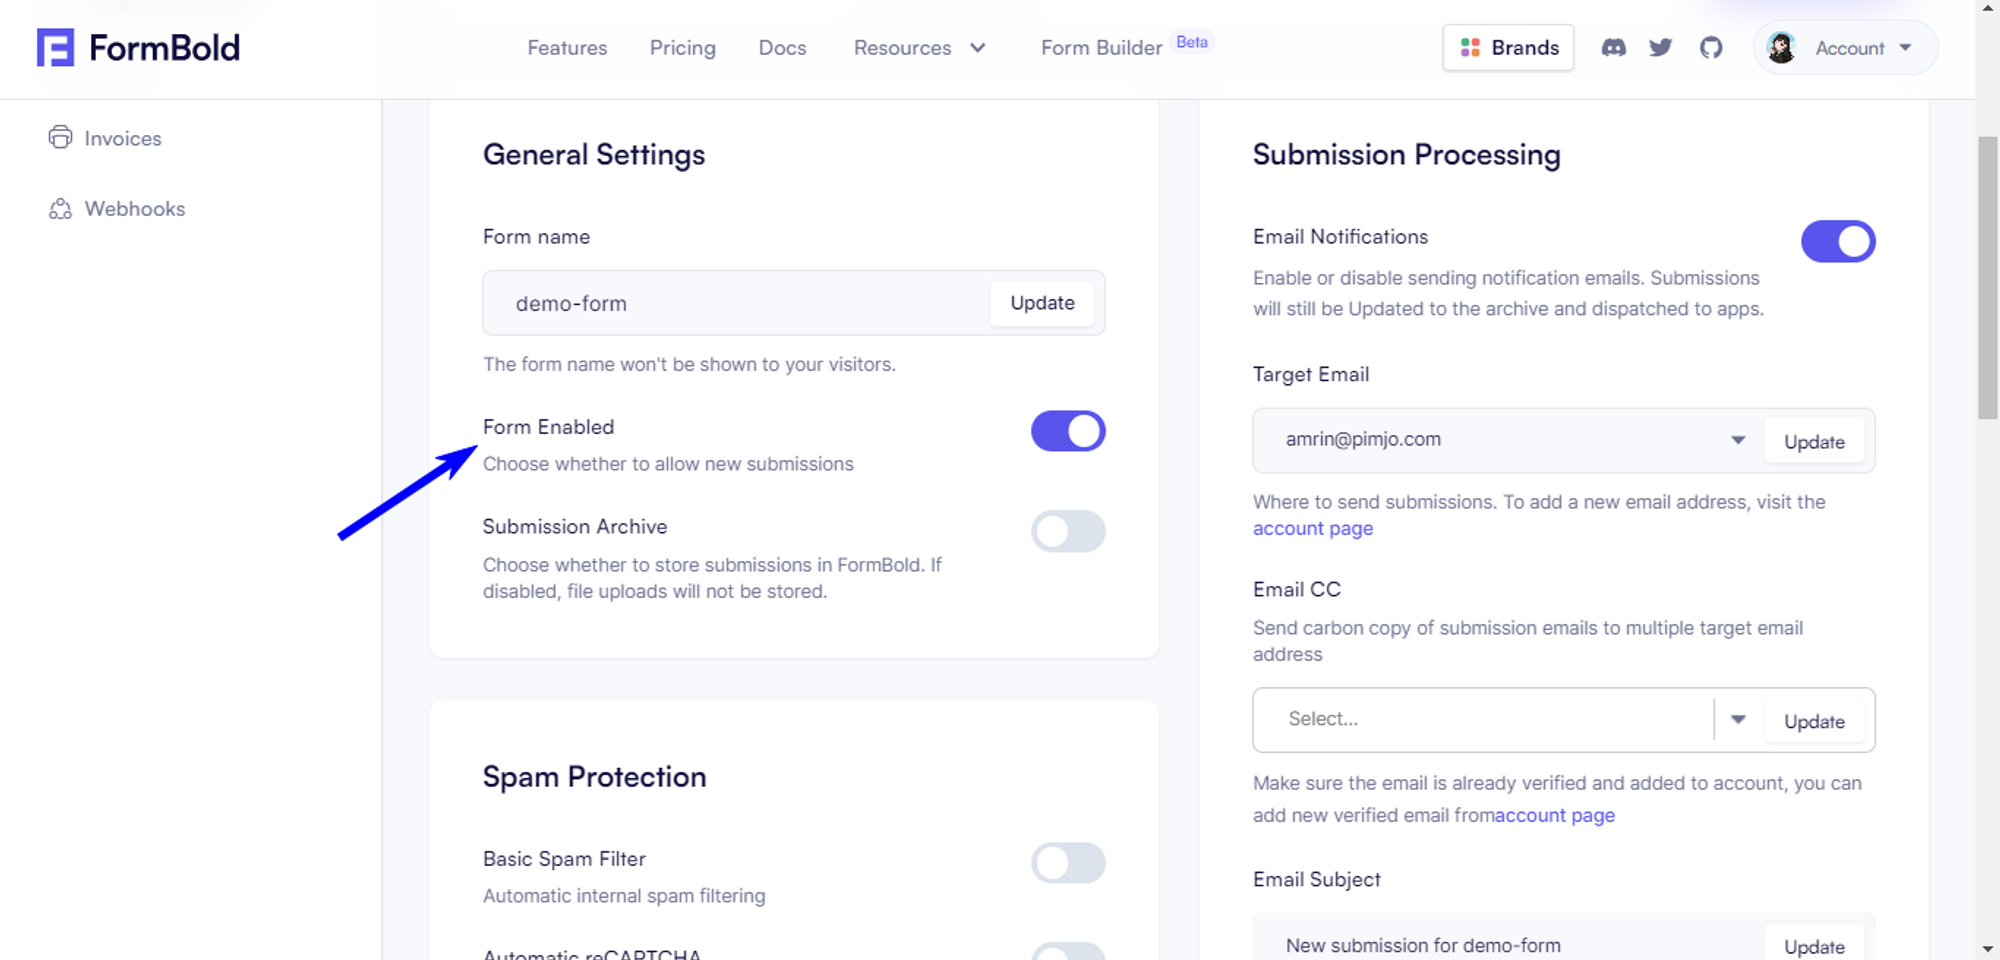 FormBold
Features
Pricing
Docs
Resources
Form Builder
Beta
Brands
Account
Invoices
Webhooks
General Settings
Form name
demo-form
Update
The form name won't be shown to your visitors.
Form Enabled
Choose whether to allow new submissions
Submission Archive
Choose whether to store submissions in FormBold. If
disabled, file uploads will not be stored.
Spam Protection
Basic Spam Filter
Automatic internal spam filtering
Automatic reCAPTCHA
Submission Processing
Email Notifications
Enable or disable sending notification emails. Submissions
will still be Updated to the archive and dispatched to apps.
Target Email
amrin@pimjo.com
Update
Where to send submissions. To add a new email address, visit the
account page
Email CC
Send carbon copy of submission emails to multiple target email
address
Select...
Update
Make sure the email is already verified and added to account, you can
add new verified email fromaccount page
Email Subject
New submission for demo-form
Update